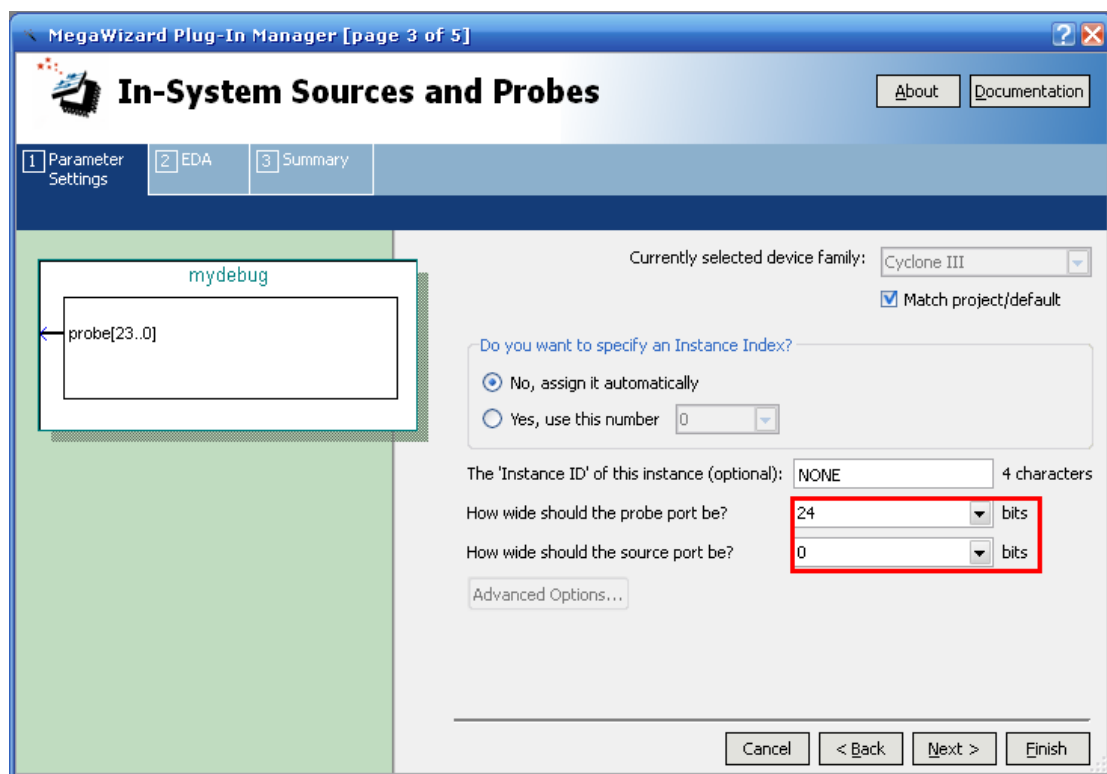 MegaWizard Plug-In Manager [page 3 of 5]
In-System Sources and Probes
About
Documentation
1 Parameter Settings
2 EDA
3 Summary
Currently selected device family:
Cyclone III
Match project/default
mydebug
probe[23..0]
Do you want to specify an Instance Index?
No, assign it automatically
Yes, use this number 0
The 'Instance ID' of this instance (optional): NONE 4 characters
How wide should the probe port be? 24 bits
How wide should the source port be? 0 bits
Advanced Options...
Cancel
< Back
Next >
Finish